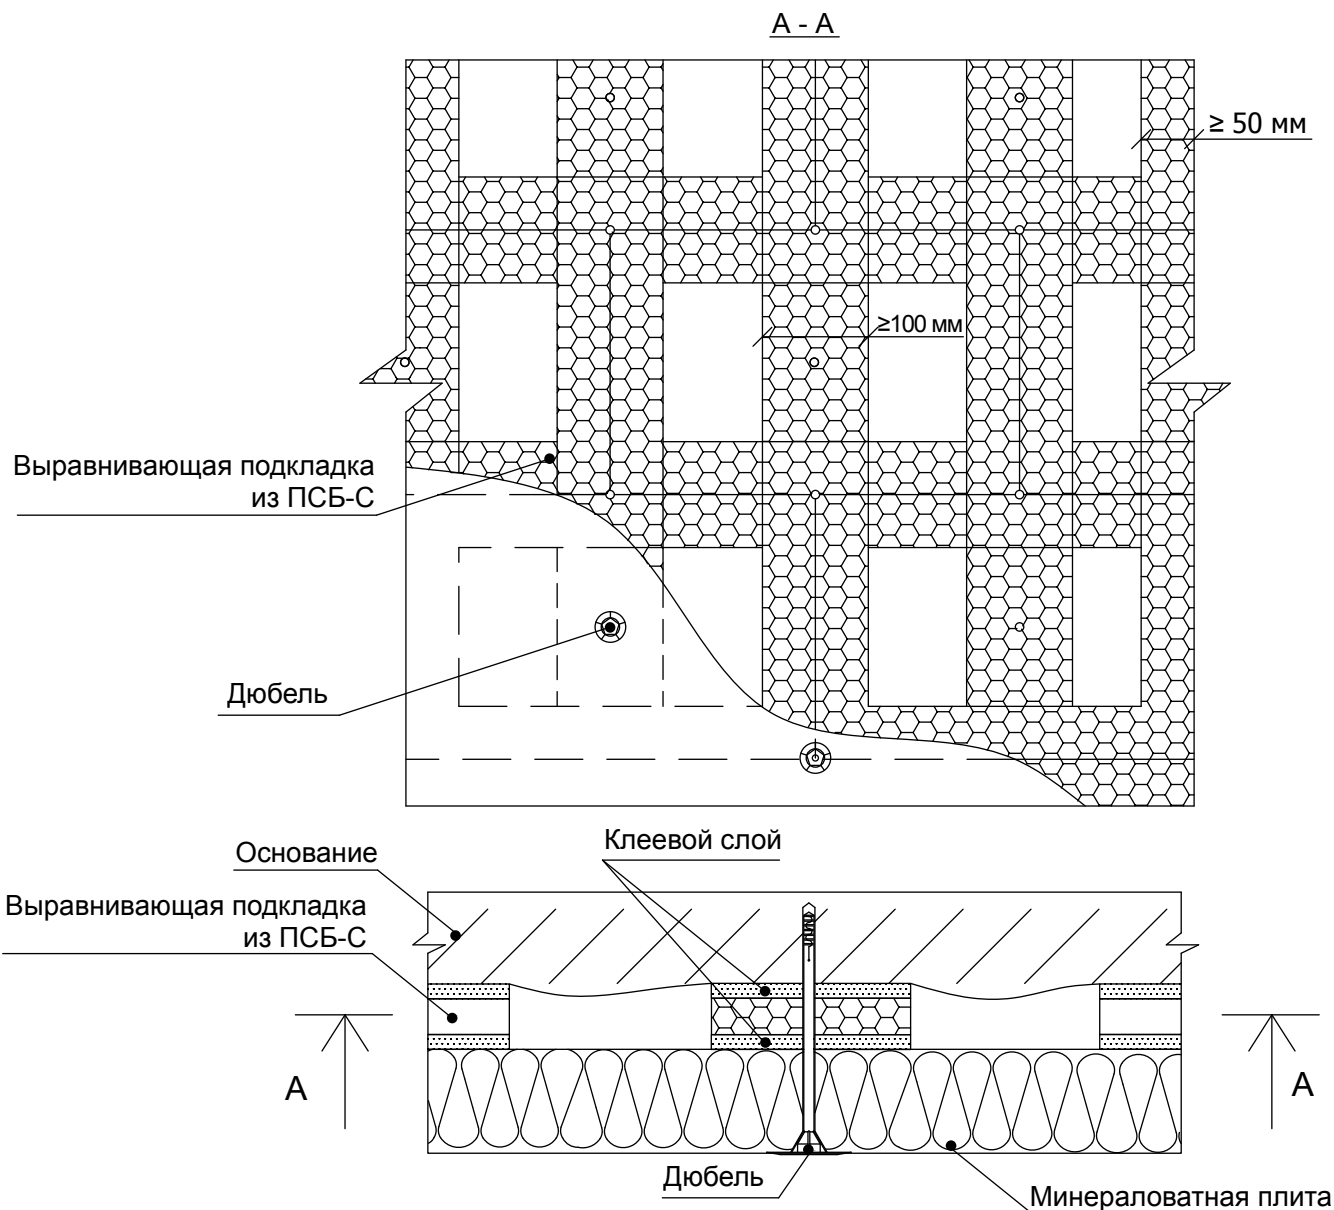 А - А
≥ 50 мм
≥100 мм
Выравнивающая подкладка
из ПСБ-С
Дюбель
Клеевой слой
Основание
Выравнивающая подкладка
из ПСБ-С
А
А
Дюбель
Минераловатная плита